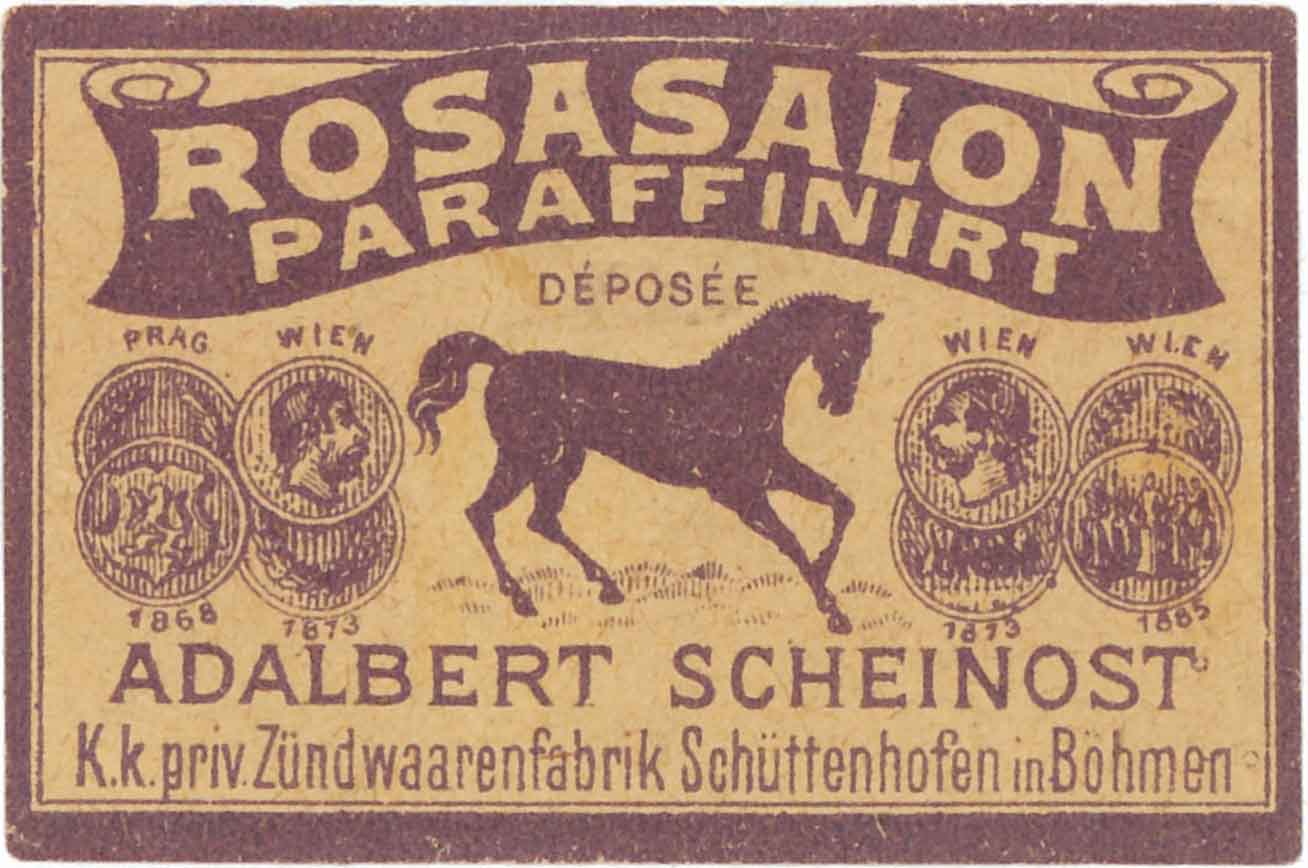 ROSASALON
PARAFFINIRT
DÉPOSÉE
PRAG WIEN WIEN WIEN
1868 1873 1873 1885
ADALBERT SCHEINOST
K.k.priv.Zündwaarenfabrik Schüttenhofen in Böhmen